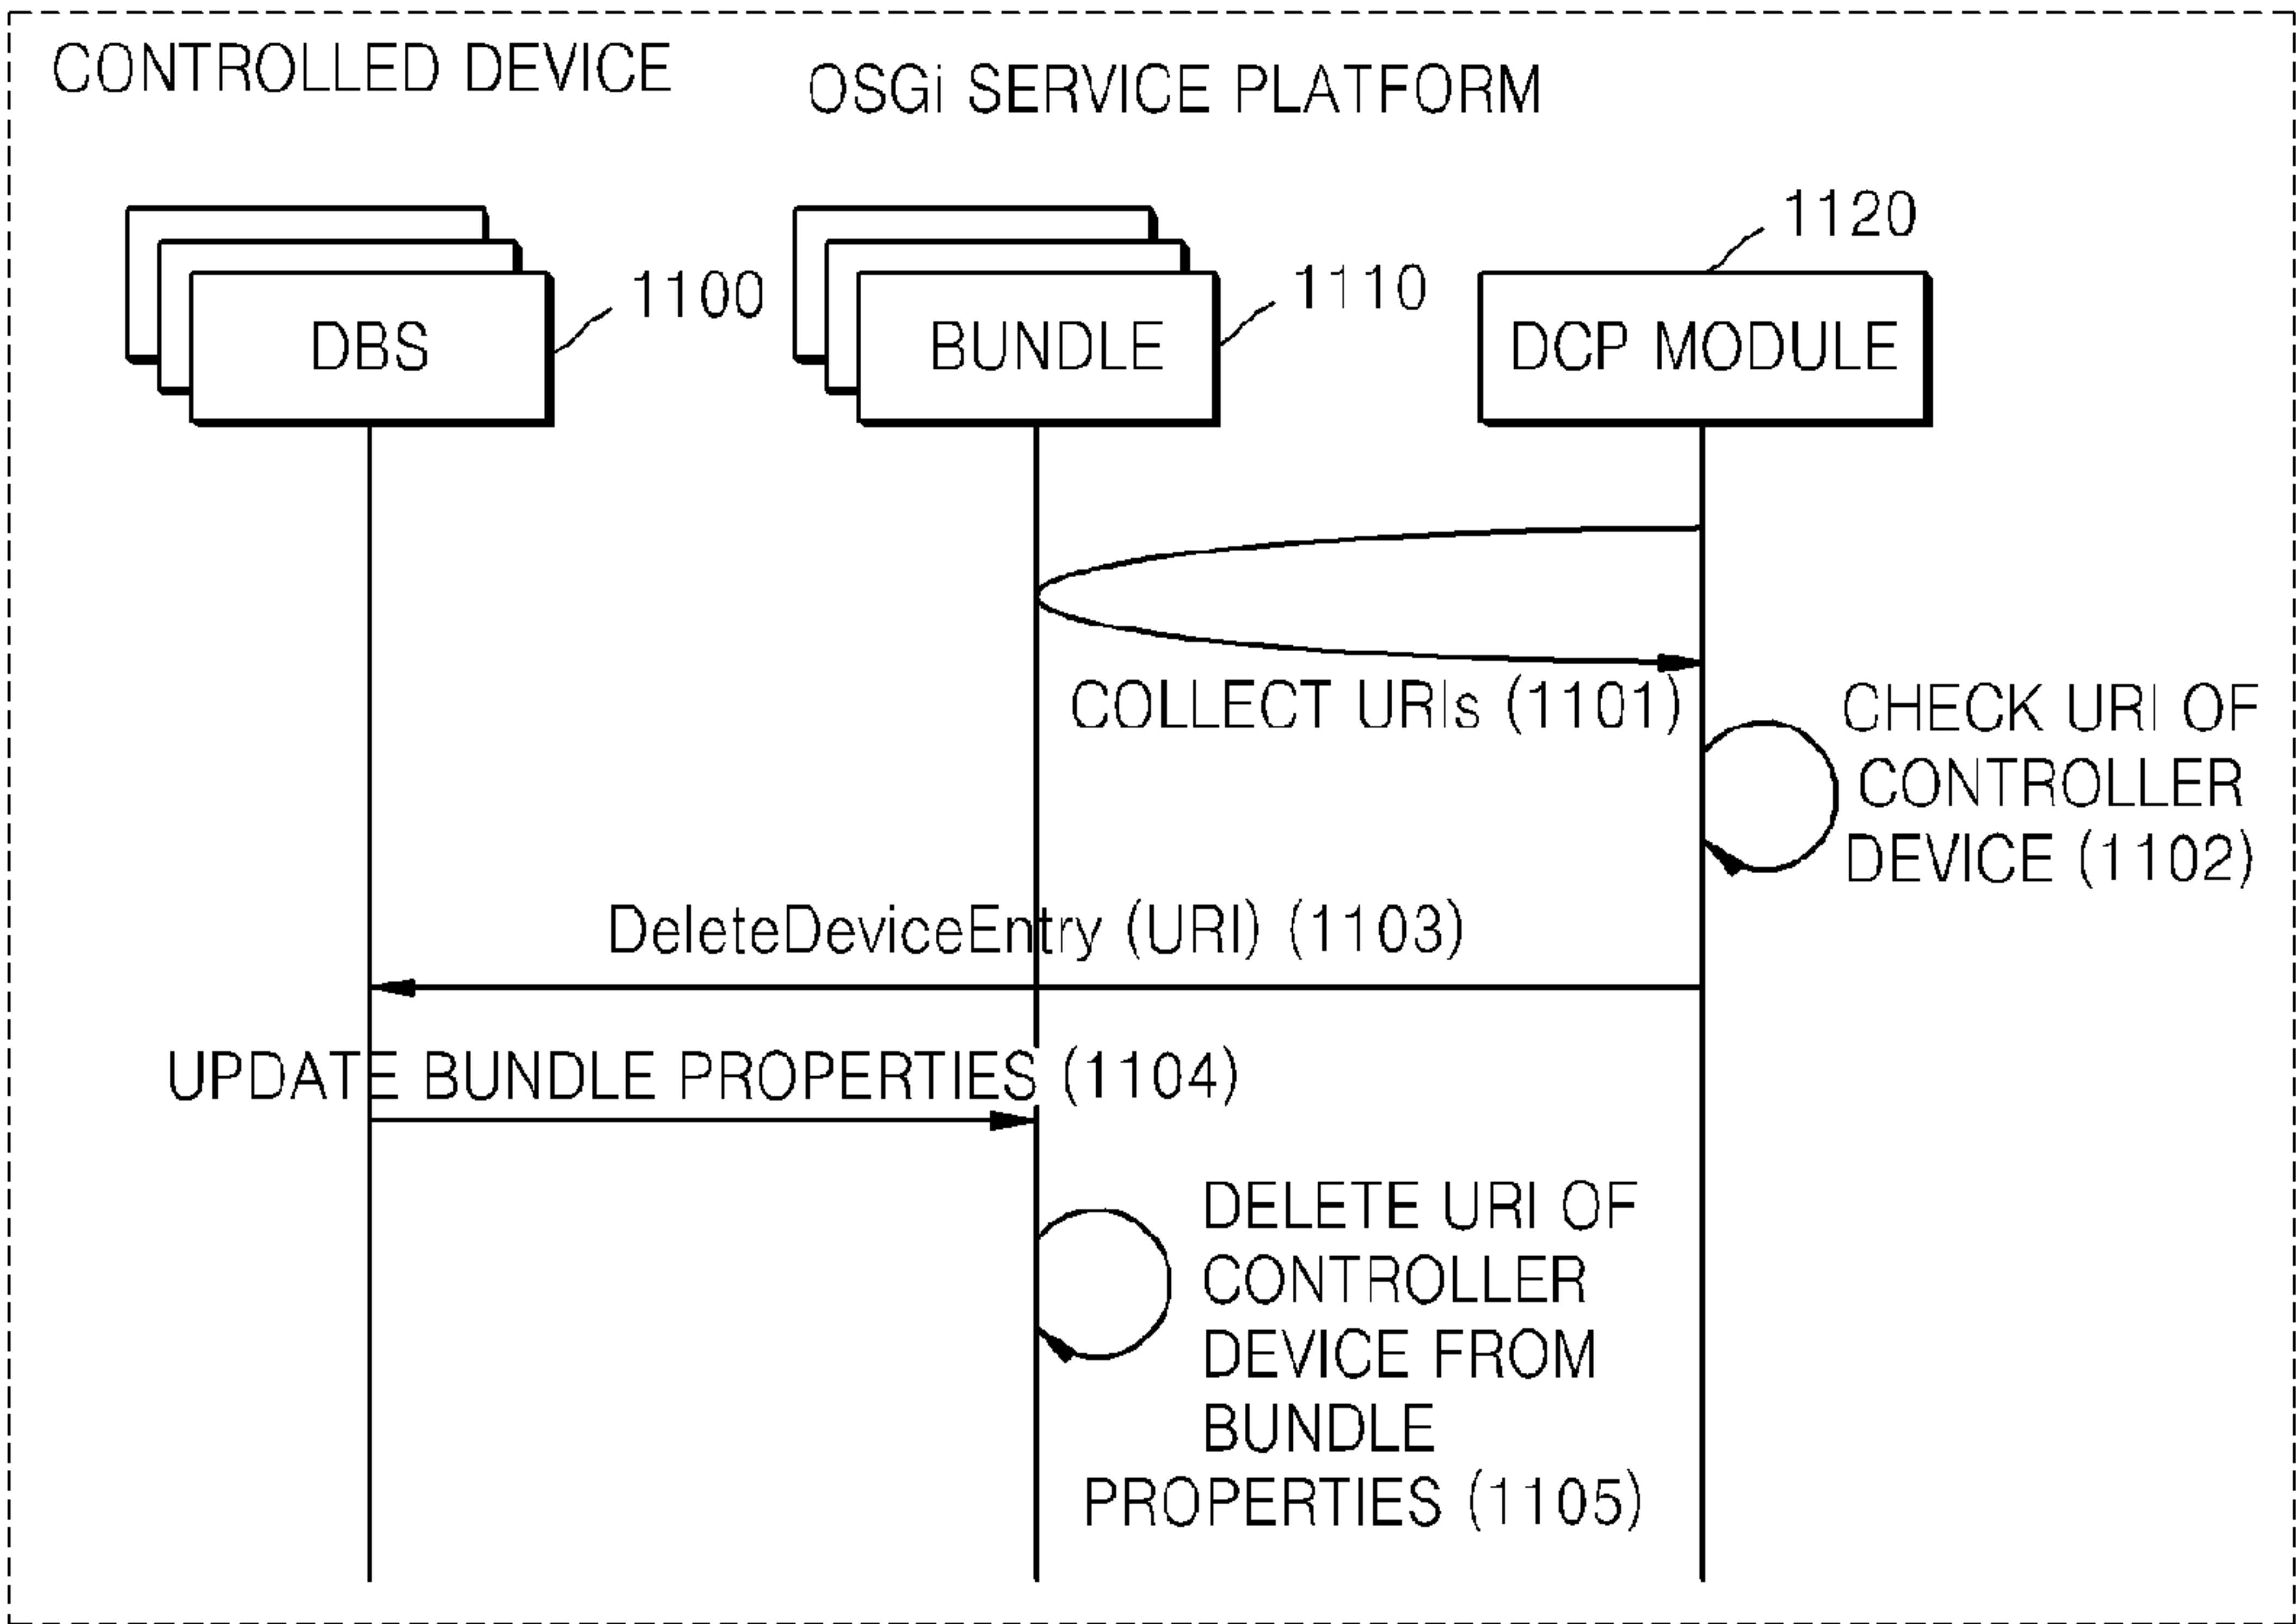 CONTROLLED DEVICE
OSGi SERVICE PLATFORM
1120
1100
1110
DBS
BUNDLE
DCP MODULE
COLLECT URIs (1101)
CHECK URI OF
CONTROLLER
DEVICE (1102)
DeleteDeviceEntry (URI) (1103)
UPDATE BUNDLE PROPERTIES (1104)
DELETE URI OF
CONTROLLER
DEVICE FROM
BUNDLE
PROPERTIES (1105)